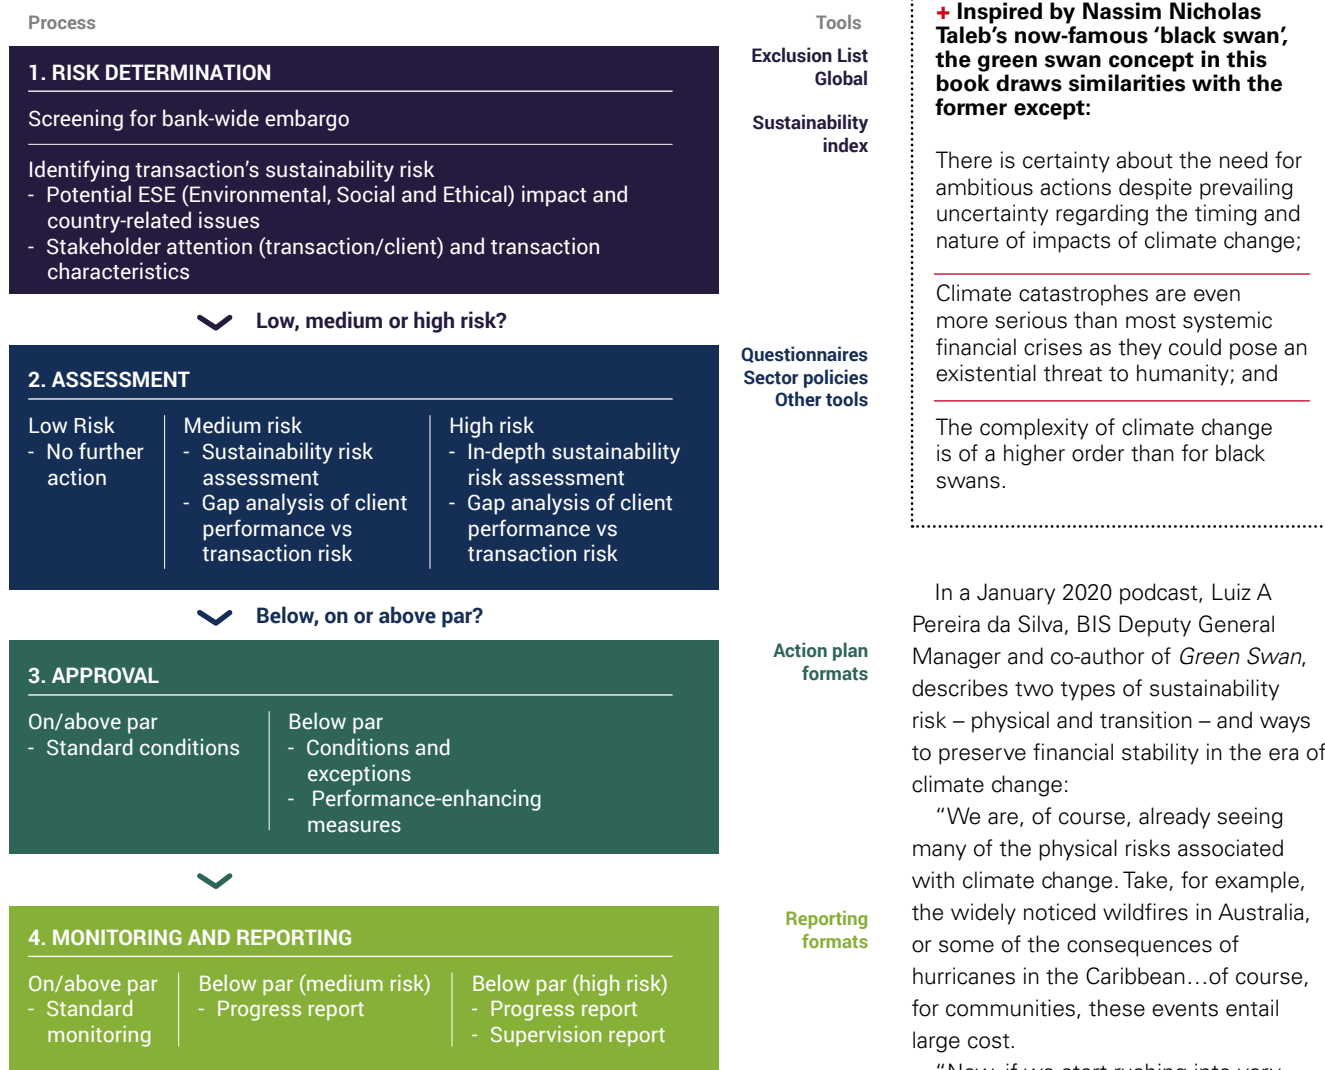 Process
Tools
1. RISK DETERMINATION
Screening for bank-wide embargo
Identifying transaction's sustainability risk
- Potential ESE (Environmental, Social and Ethical) impact and
country-related issues
- Stakeholder attention (transaction/client) and transaction
characteristics
Exclusion List
Global
Sustainability
index
Low, medium or high risk?
2. ASSESSMENT
Low Risk
- No further
action
Medium risk
- Sustainability risk
assessment
- Gap analysis of client
performance vs
transaction risk
High risk
- In-depth sustainability
risk assessment
- Gap analysis of client
performance vs
transaction risk
Questionnaires
Sector policies
Other tools
Below, on or above par?
3. APPROVAL
On/above par
- Standard conditions
Below par
- Conditions and
exceptions
- Performance-enhancing
measures
Action plan
formats
4. MONITORING AND REPORTING
On/above par
- Standard
monitoring
Below par (medium risk)
- Progress report
Below par (high risk)
- Progress report
- Supervision report
Reporting
formats
+ Inspired by Nassim Nicholas
Taleb's now-famous 'black swan',
the green swan concept in this
book draws similarities with the
former except:
There is certainty about the need for
ambitious actions despite prevailing
uncertainty regarding the timing and
nature of impacts of climate change;
Climate catastrophes are even
more serious than most systemic
financial crises as they could pose an
existential threat to humanity; and
The complexity of climate change
is of a higher order than for black
swans.
In a January 2020 podcast, Luiz A
Pereira da Silva, BIS Deputy General
Manager and co-author of Green Swan,
describes two types of sustainability
risk – physical and transition – and ways
to preserve financial stability in the era of
climate change:
"We are, of course, already seeing
many of the physical risks associated
with climate change. Take, for example,
the widely noticed wildfires in Australia,
or some of the consequences of
hurricanes in the Caribbean…of course,
for communities, these events entail
large cost.
"Now, if we start rushing into very